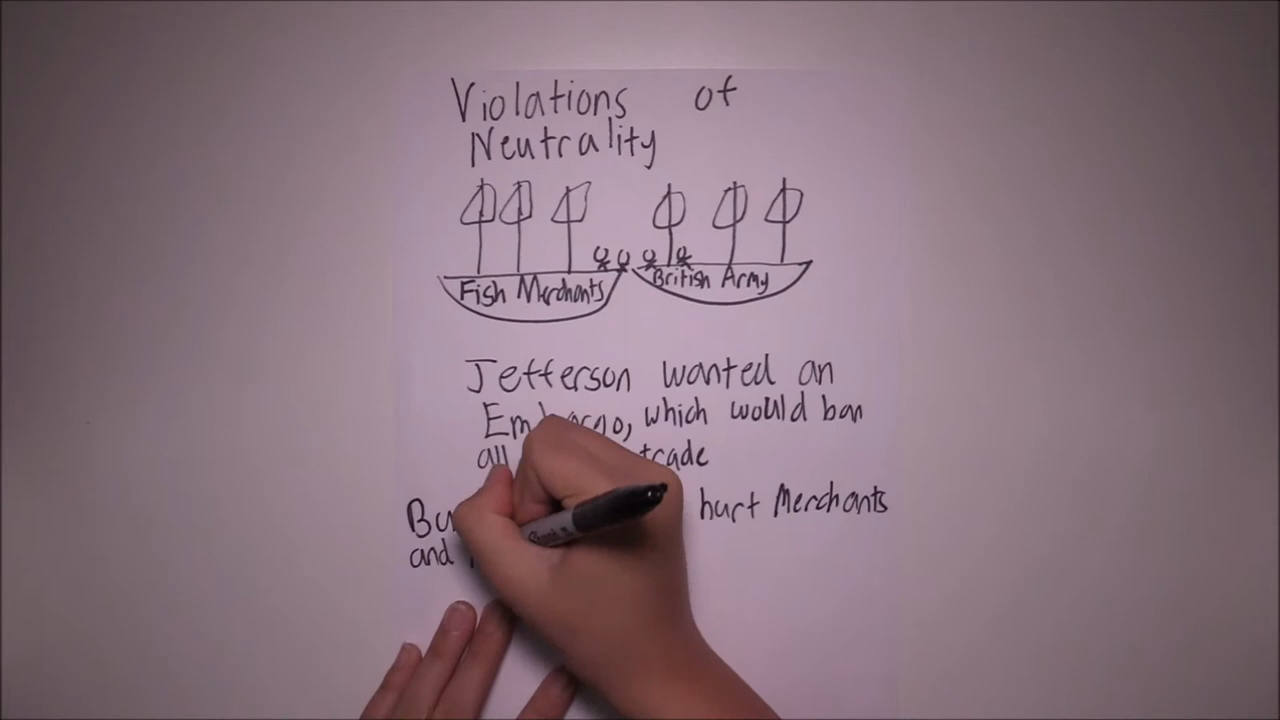 Violations of
Neutrality
Fish Merchants
British Army
Jefferson wanted an
Embargo, which would ban
all trade
hurt Merchants
and